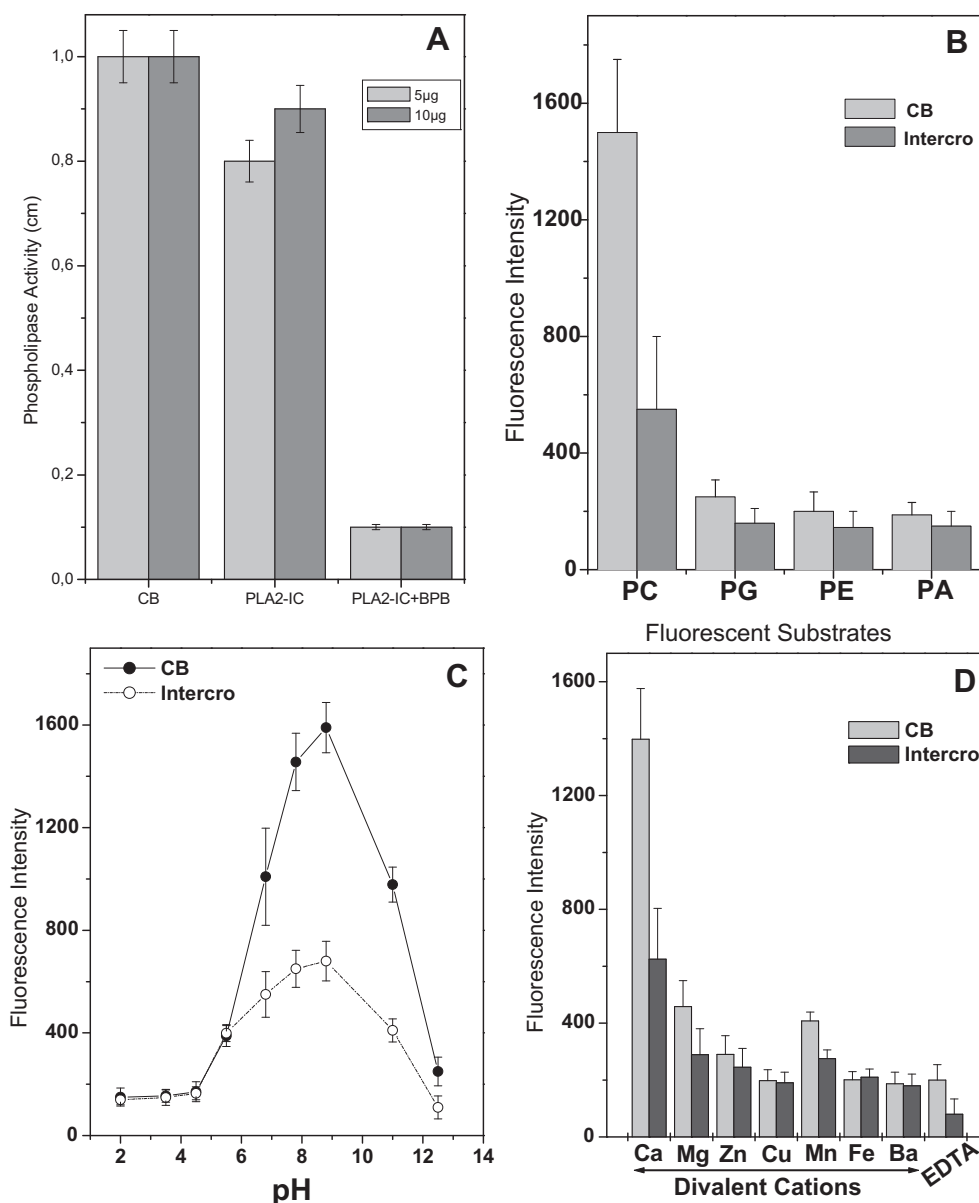 A
1,0
0,8
0,6
0,4
0,2
0,0
Phospholipase Activity (cm)
5µg
10µg
CB
PLA2-IC
PLA2-IC+BPB
B
1600
1200
800
400
0
Fluorescence Intensity
CB
Intercro
PC
PG
PE
PA
Fluorescent Substrates
C
CB
Intercro
1600
1200
800
400
0
Fluorescence Intensity
2
4
6
8
10
12
14
pH
D
1600
1200
800
400
0
Fluorescence Intensity
CB
Intercro
Ca
Mg
Zn
Cu
Mn
Fe
Ba
EDTA
Divalent Cations